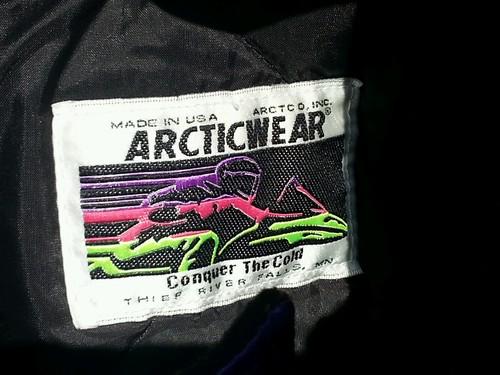 MADE IN USA ARCTCO, INC.
ARCTICWEAR®
Conquer The Cold
THIEF RIVER FALLS, MN